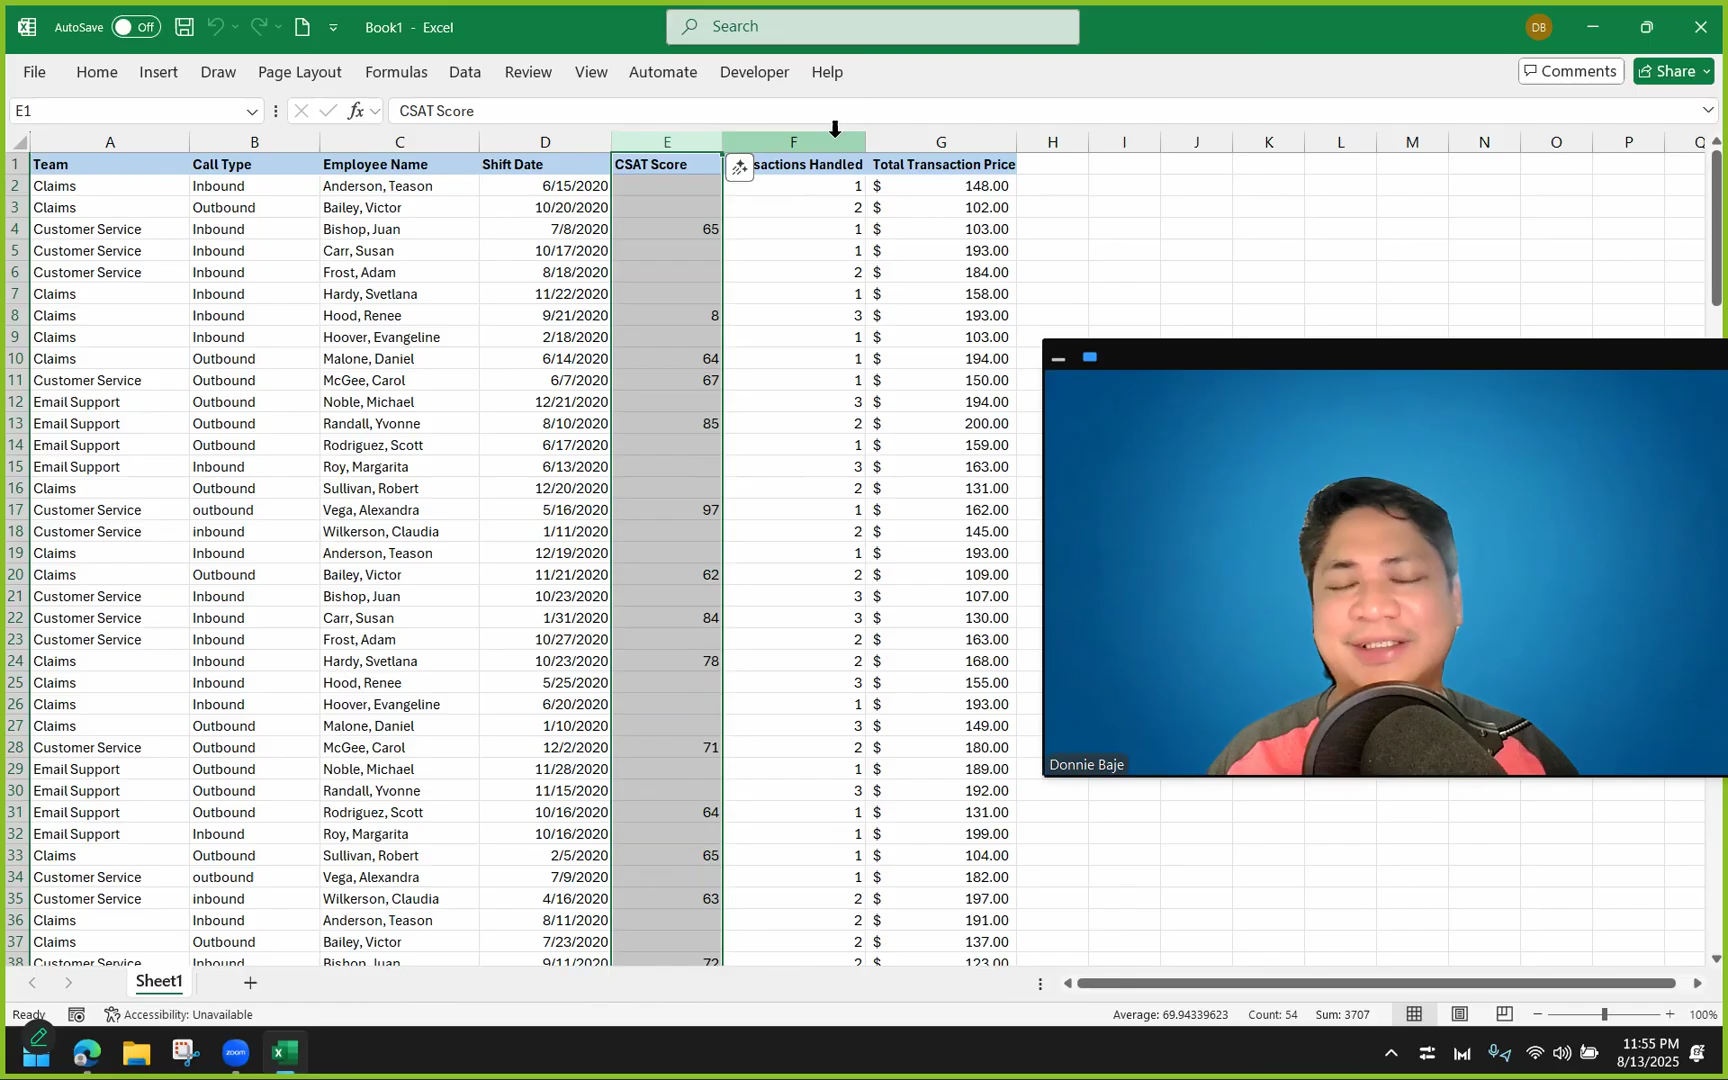 AutoSave Off Book1 - Excel Search DB
File Home Insert Draw Page Layout Formulas Data Review View Automate Developer Help Comments Share
E1 fx CSAT Score
A B C D E F G H I J K L M N O P Q
1 Team Call Type Employee Name Shift Date CSAT Score sactions Handled Total Transaction Price
2 Claims Inbound Anderson, Teason 6/15/2020 1 $ 148.00
3 Claims Outbound Bailey, Victor 10/20/2020 2 $ 102.00
4 Customer Service Inbound Bishop, Juan 7/8/2020 65 1 $ 103.00
5 Customer Service Inbound Carr, Susan 10/17/2020 1 $ 193.00
6 Customer Service Inbound Frost, Adam 8/18/2020 2 $ 184.00
7 Claims Inbound Hardy, Svetlana 11/22/2020 1 $ 158.00
8 Claims Inbound Hood, Renee 9/21/2020 8 3 $ 193.00
9 Claims Inbound Hoover, Evangeline 2/18/2020 1 $ 103.00
10 Claims Outbound Malone, Daniel 6/14/2020 64 1 $ 194.00
11 Customer Service Outbound McGee, Carol 6/7/2020 67 1 $ 150.00
12 Email Support Outbound Noble, Michael 12/21/2020 3 $ 194.00
13 Email Support Outbound Randall, Yvonne 8/10/2020 85 2 $ 200.00
14 Email Support Outbound Rodriguez, Scott 6/17/2020 1 $ 159.00
15 Email Support Inbound Roy, Margarita 6/13/2020 3 $ 163.00
16 Claims Outbound Sullivan, Robert 12/20/2020 2 $ 131.00
17 Customer Service outbound Vega, Alexandra 5/16/2020 97 1 $ 162.00
18 Customer Service inbound Wilkerson, Claudia 1/11/2020 2 $ 145.00
19 Claims Inbound Anderson, Teason 12/19/2020 1 $ 193.00
20 Claims Outbound Bailey, Victor 11/21/2020 62 2 $ 109.00
21 Customer Service Inbound Bishop, Juan 10/23/2020 3 $ 107.00
22 Customer Service Inbound Carr, Susan 1/31/2020 84 3 $ 130.00
23 Customer Service Inbound Frost, Adam 10/27/2020 2 $ 163.00
24 Claims Inbound Hardy, Svetlana 10/23/2020 78 2 $ 168.00
25 Claims Inbound Hood, Renee 5/25/2020 3 $ 155.00
26 Claims Inbound Hoover, Evangeline 6/20/2020 1 $ 193.00
27 Claims Outbound Malone, Daniel 1/10/2020 3 $ 149.00
28 Customer Service Outbound McGee, Carol 12/2/2020 71 2 $ 180.00
29 Email Support Outbound Noble, Michael 11/28/2020 1 $ 189.00
30 Email Support Outbound Randall, Yvonne 11/15/2020 3 $ 192.00
31 Email Support Outbound Rodriguez, Scott 10/16/2020 64 1 $ 131.00
32 Email Support Inbound Roy, Margarita 10/16/2020 1 $ 199.00
33 Claims Outbound Sullivan, Robert 2/5/2020 65 1 $ 104.00
34 Customer Service outbound Vega, Alexandra 7/9/2020 1 $ 182.00
35 Customer Service inbound Wilkerson, Claudia 4/16/2020 63 2 $ 197.00
36 Claims Inbound Anderson, Teason 8/11/2020 2 $ 191.00
37 Claims Outbound Bailey, Victor 7/23/2020 2 $ 137.00
38 Customer Service Inbound Bishop, Juan 9/11/2020 72 2 $ 123.00
Donnie Baje
Sheet1
Ready Accessibility: Unavailable Average: 69.94339623 Count: 54 Sum: 3707 100%
zoom 11:55 PM
8/13/2025